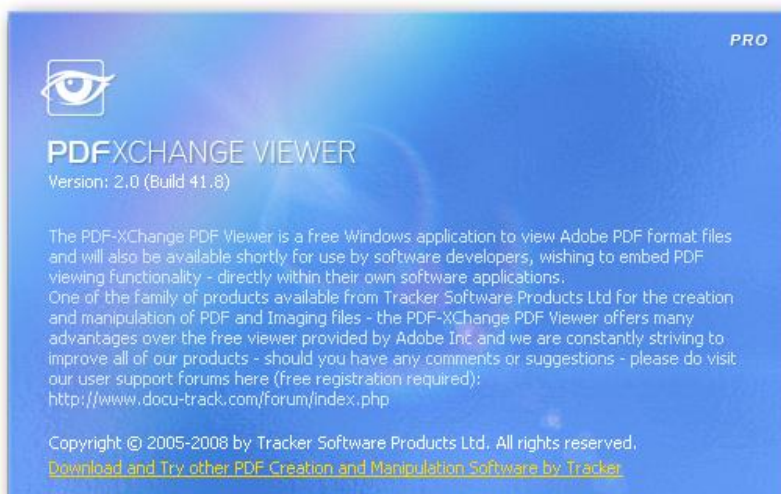 PRO
PDFXCHANGE VIEWER
Version: 2.0 (Build 41.8)
The PDF-XChange PDF Viewer is a free Windows application to view Adobe PDF format files
and will also be available shortly for use by software developers, wishing to embed PDF
viewing functionality - directly within their own software applications.
One of the family of products available from Tracker Software Products Ltd for the creation
and manipulation of PDF and Imaging files - the PDF-XChange PDF Viewer offers many
advantages over the free viewer provided by Adobe Inc and we are constantly striving to
improve all of our products - should you have any comments or suggestions - please do visit
our user support forums here (free registration required):
http://www.docu-track.com/forum/index.php
Copyright © 2005-2008 by Tracker Software Products Ltd. All rights reserved.
Download and Try other PDF Creation and Manipulation Software by Tracker